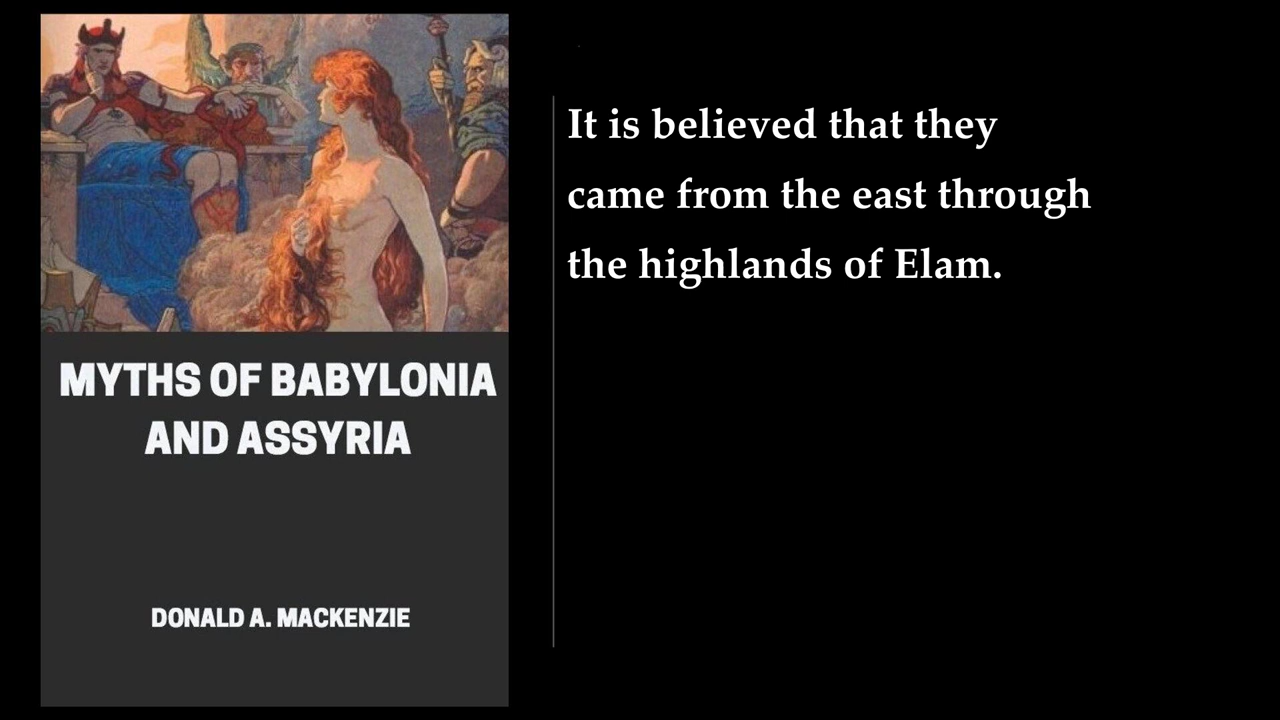 MYTHS OF BABYLONIA
AND ASSYRIA
DONALD A. MACKENZIE
It is believed that they
came from the east through
the highlands of Elam.